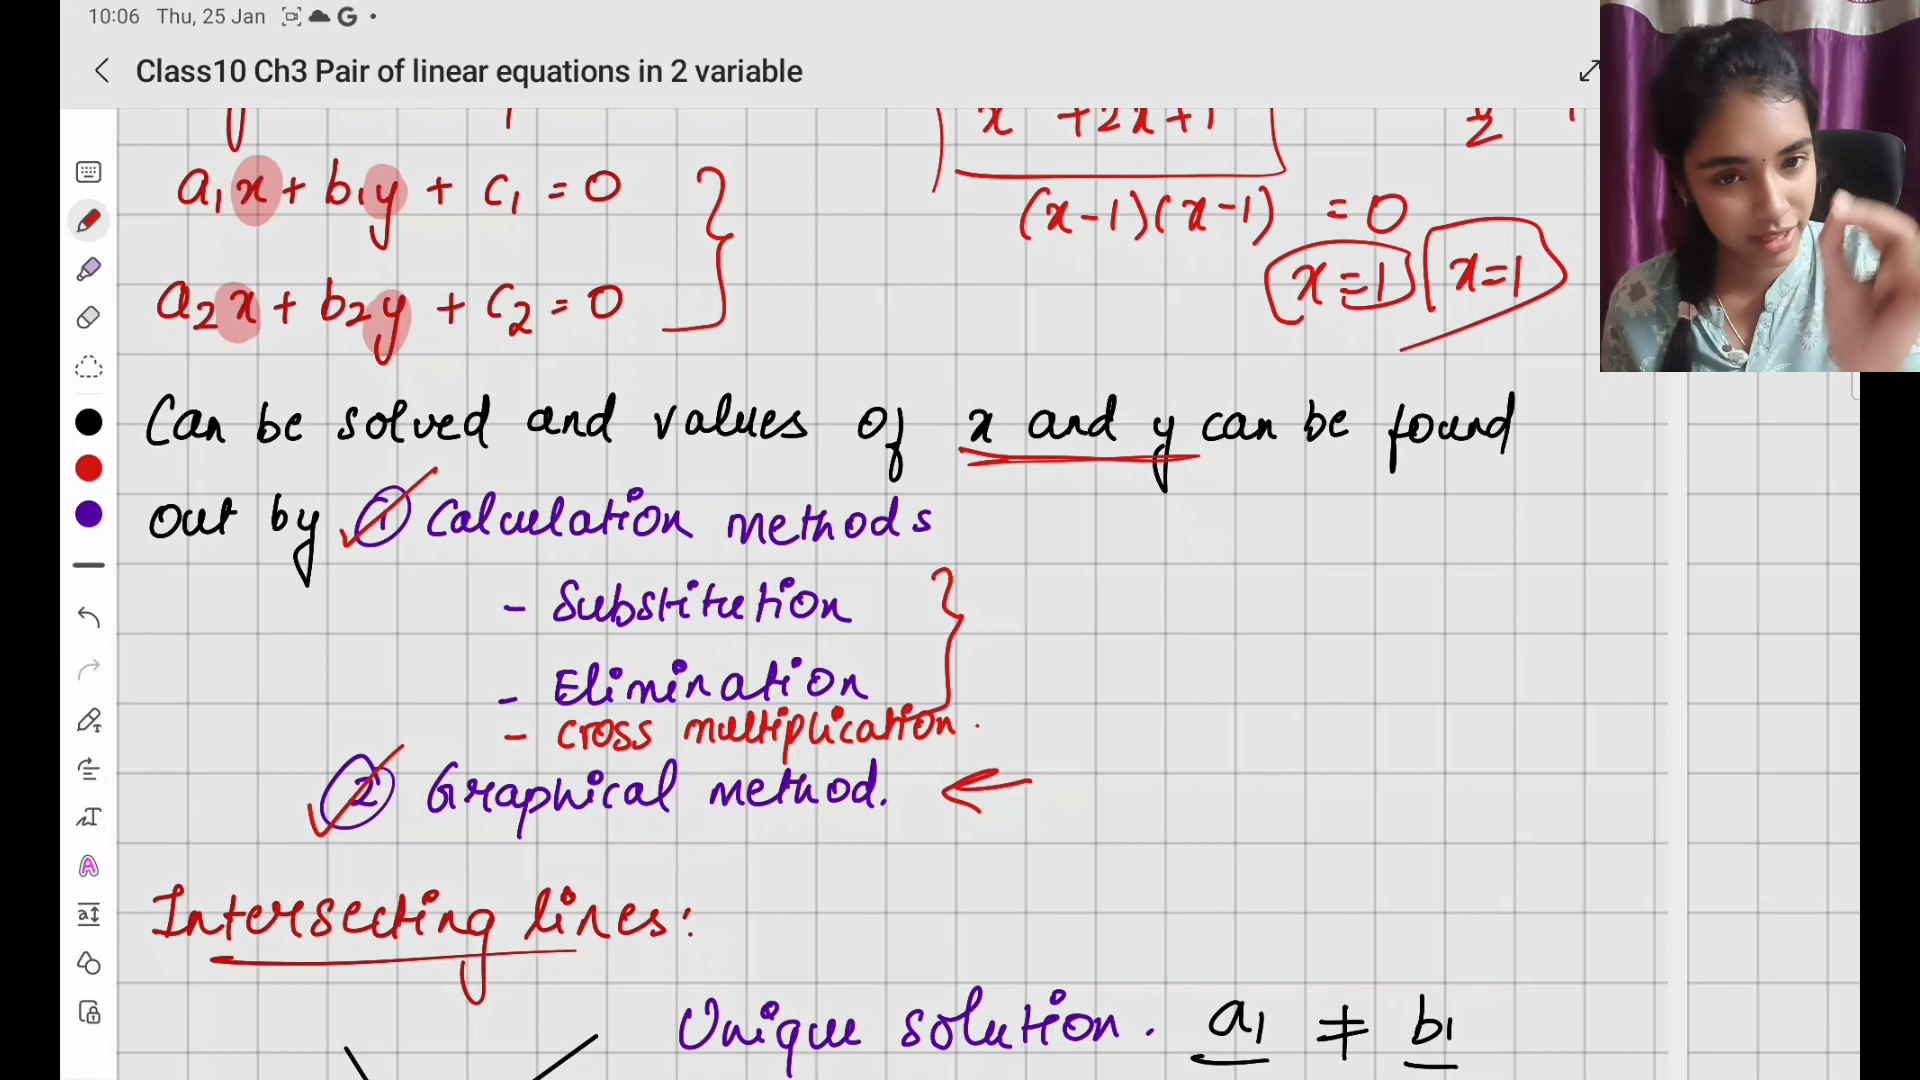 10:06 Thu, 25 Jan
Class10 Ch3 Pair of linear equations in 2 variable
x +2x+1
a1x + b1y + c1 = 0
(x-1)(x-1) = 0
x=1 x=1
a2x + b2y + c2 = 0
Can be solved and values of x and y can be found
out by ① Calculation methods
- Substitution
- Elimination
- cross multiplication.
② Graphical method.
Intersecting lines:
Unique solution. a1 ≠ b1